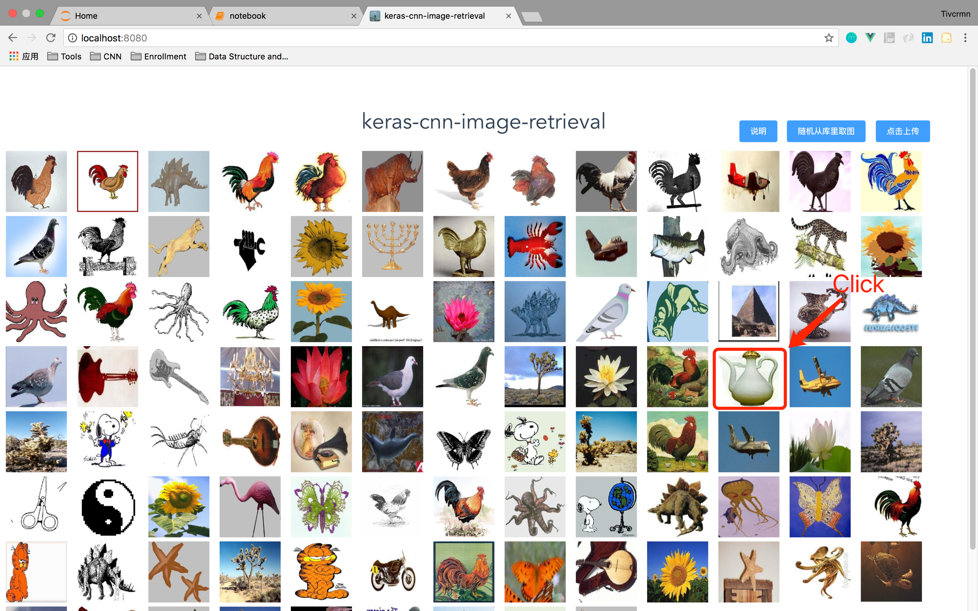 Home
notebook
keras-cnn-image-retrieval
Tivcrmn
localhost:8080
应用
Tools
CNN
Enrollment
Data Structure and...
keras-cnn-image-retrieval
说明
随机从库里取图
点击上传
Click